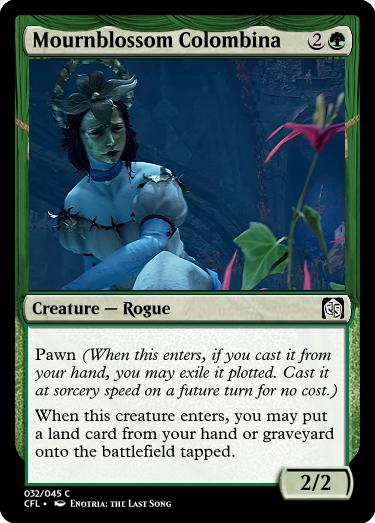 Mournblossom Colombina 2
Creature — Rogue
Pawn (When this enters, if you cast it from
your hand, you may exile it plotted. Cast it
at sorcery speed on a future turn for no cost.)
When this creature enters, you may put
a land card from your hand or graveyard
onto the battlefield tapped.
2/2
032/045 C
CFL • Enotria: the Last Song